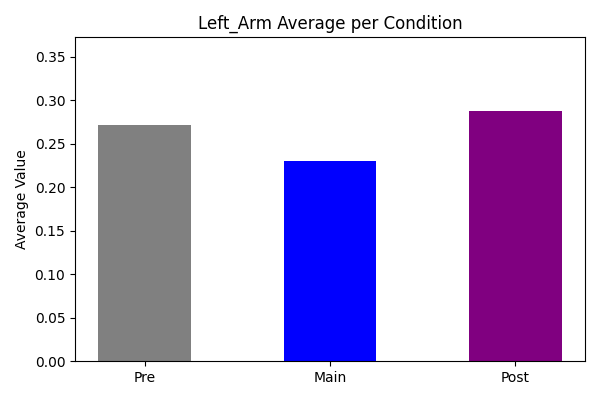 Left_Arm Average per Condition
Average Value
0.35
0.30
0.25
0.20
0.15
0.10
0.05
0.00
Pre
Main
Post